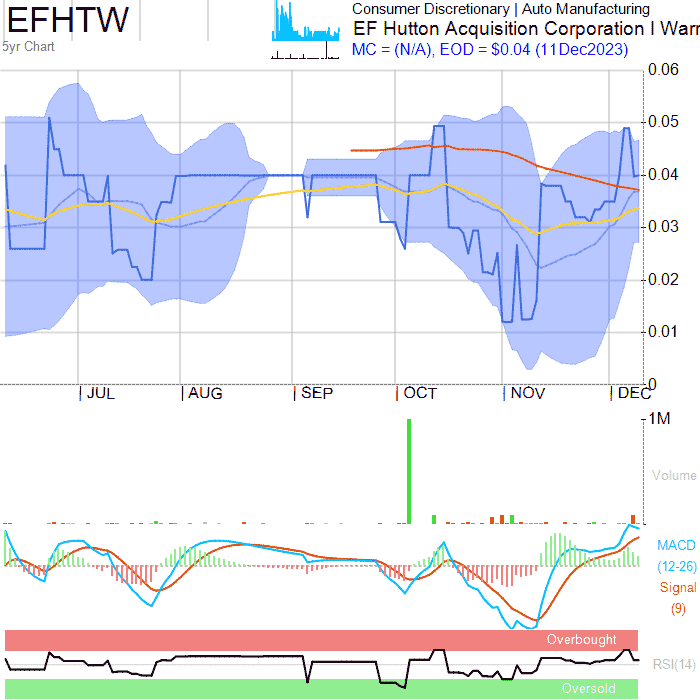 EFHTW
5yr Chart
Consumer Discretionary | Auto Manufacturing
EF Hutton Acquisition Corporation I Warr
MC = (N/A), EOD = $0.04 (11Dec2023)
0.06
0.05
0.04
0.03
0.02
0.01
0
JUL AUG SEP OCT NOV DEC
1M
Volume
MACD
(12-26)
Signal
(9)
Overbought
RSI(14)
Oversold